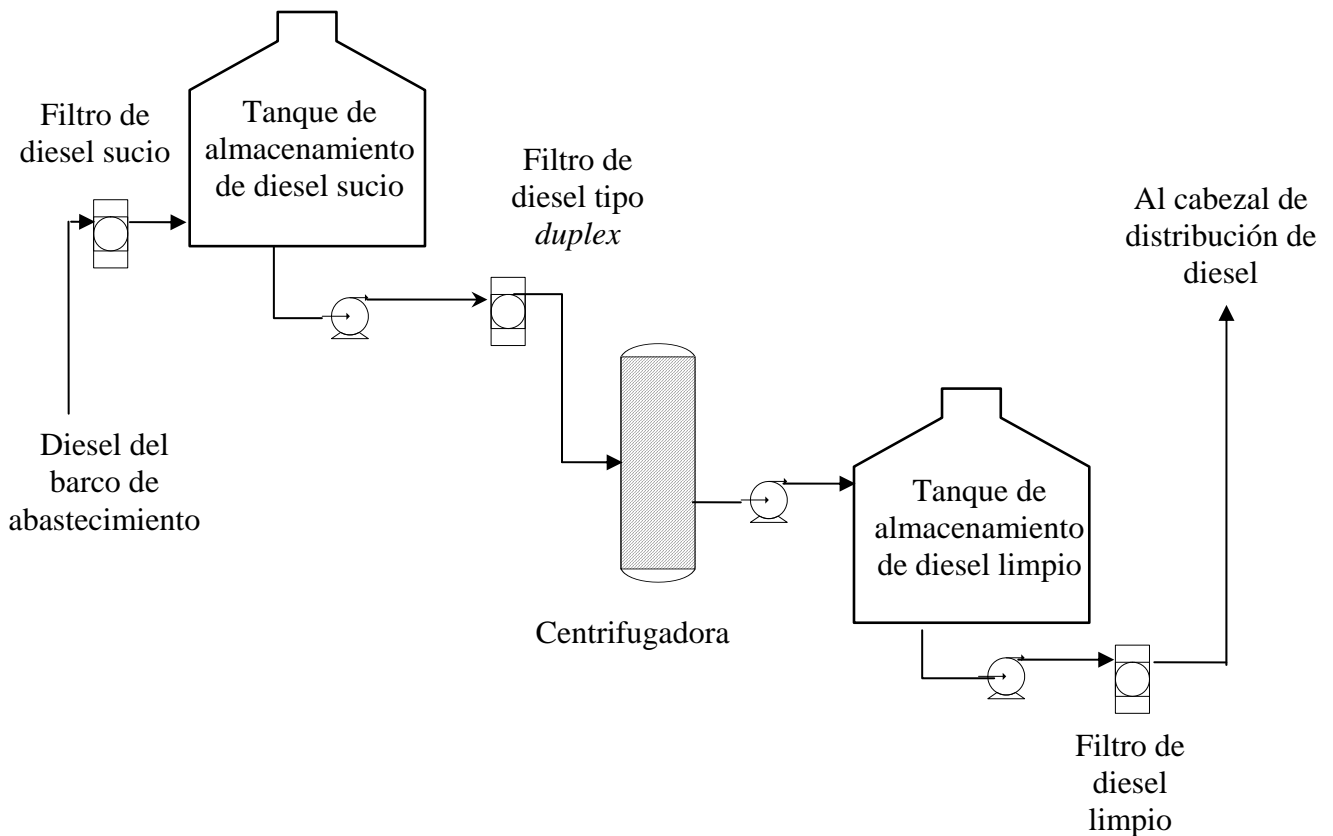 Filtro de
diesel sucio
Tanque de
almacenamiento
de diesel sucio
Filtro de
diesel tipo
duplex
Al cabezal de
distribución de
diesel
Diesel del
barco de
abastecimiento
Tanque de
almacenamiento
de diesel limpio
Centrifugadora
Filtro de
diesel
limpio